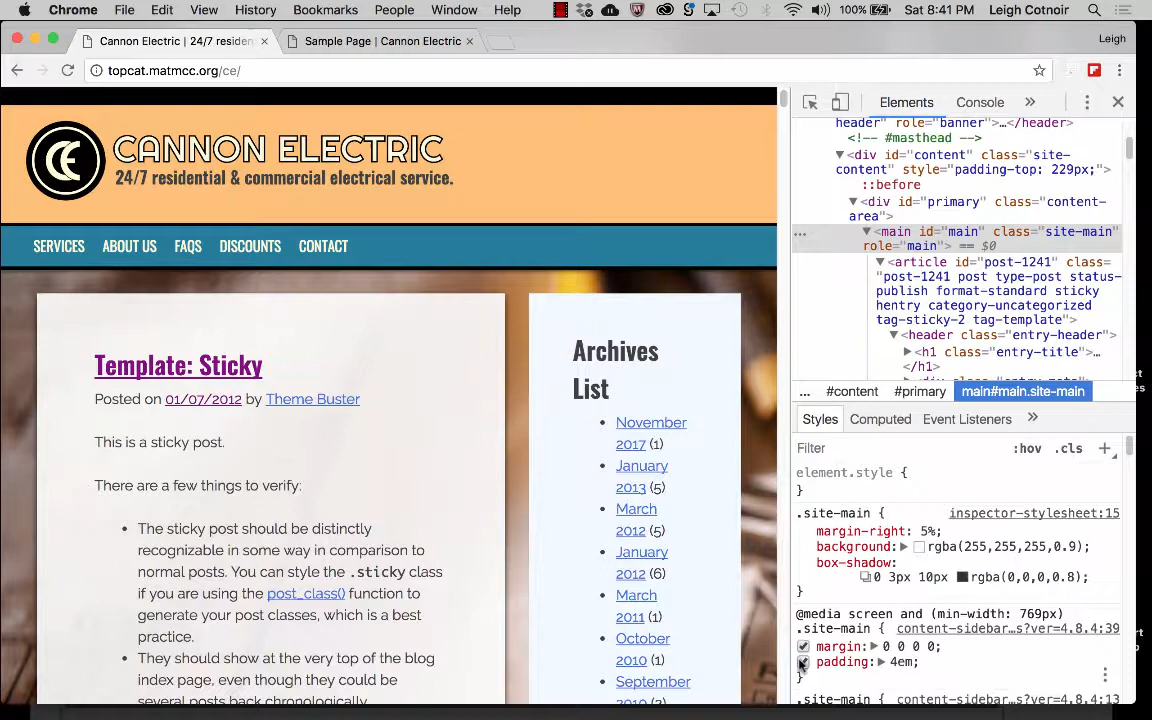 Chrome File Edit View History Bookmarks People Window Help 100% Sat 8:41 PM Leigh Cotnoir
Cannon Electric | 24/7 residen × Sample Page | Cannon Electric × Leigh
topcat.matmcc.org/ce/
CE CANNON ELECTRIC
24/7 residential & commercial electrical service.
SERVICES ABOUT US FAQS DISCOUNTS CONTACT
Template: Sticky
Posted on 01/07/2012 by Theme Buster
This is a sticky post.
There are a few things to verify:
• The sticky post should be distinctly
recognizable in some way in comparison to
normal posts. You can style the .sticky class
if you are using the post_class() function to
generate your post classes, which is a best
practice.
• They should show at the very top of the blog
index page, even though they could be
several posts back chronologically.
Archives
List
• November
2017 (1)
• January
2013 (5)
• March
2012 (5)
• January
2012 (6)
• March
2011 (1)
• October
2010 (1)
• September
2010 (2)
Elements Console »
header" role="banner">…</header>
<!-- #masthead -->
<div id="content" class="site-
content" style="padding-top: 229px;">
::before
<div id="primary" class="content-
area">
<main id="main" class="site-main"
role="main"> == $0
<article id="post-1241" class=
"post-1241 post type-post status-
publish format-standard sticky
hentry category-uncategorized
tag-sticky-2 tag-template">
<header class="entry-header">
<h1 class="entry-title">…
</h1>
... #content #primary main#main.site-main
Styles Computed Event Listeners »
Filter :hov .cls +
element.style {
}
.site-main { inspector-stylesheet:15
margin-right: 5%;
background: rgba(255,255,255,0.9);
box-shadow:
0 3px 10px rgba(0,0,0,0.8);
}
@media screen and (min-width: 769px)
.site-main { content-sidebar…s?ver=4.8.4:39
margin: 0 0 0 0;
padding: 4em;
}
.site-main { content-sidebar…s?ver=4.8.4:13